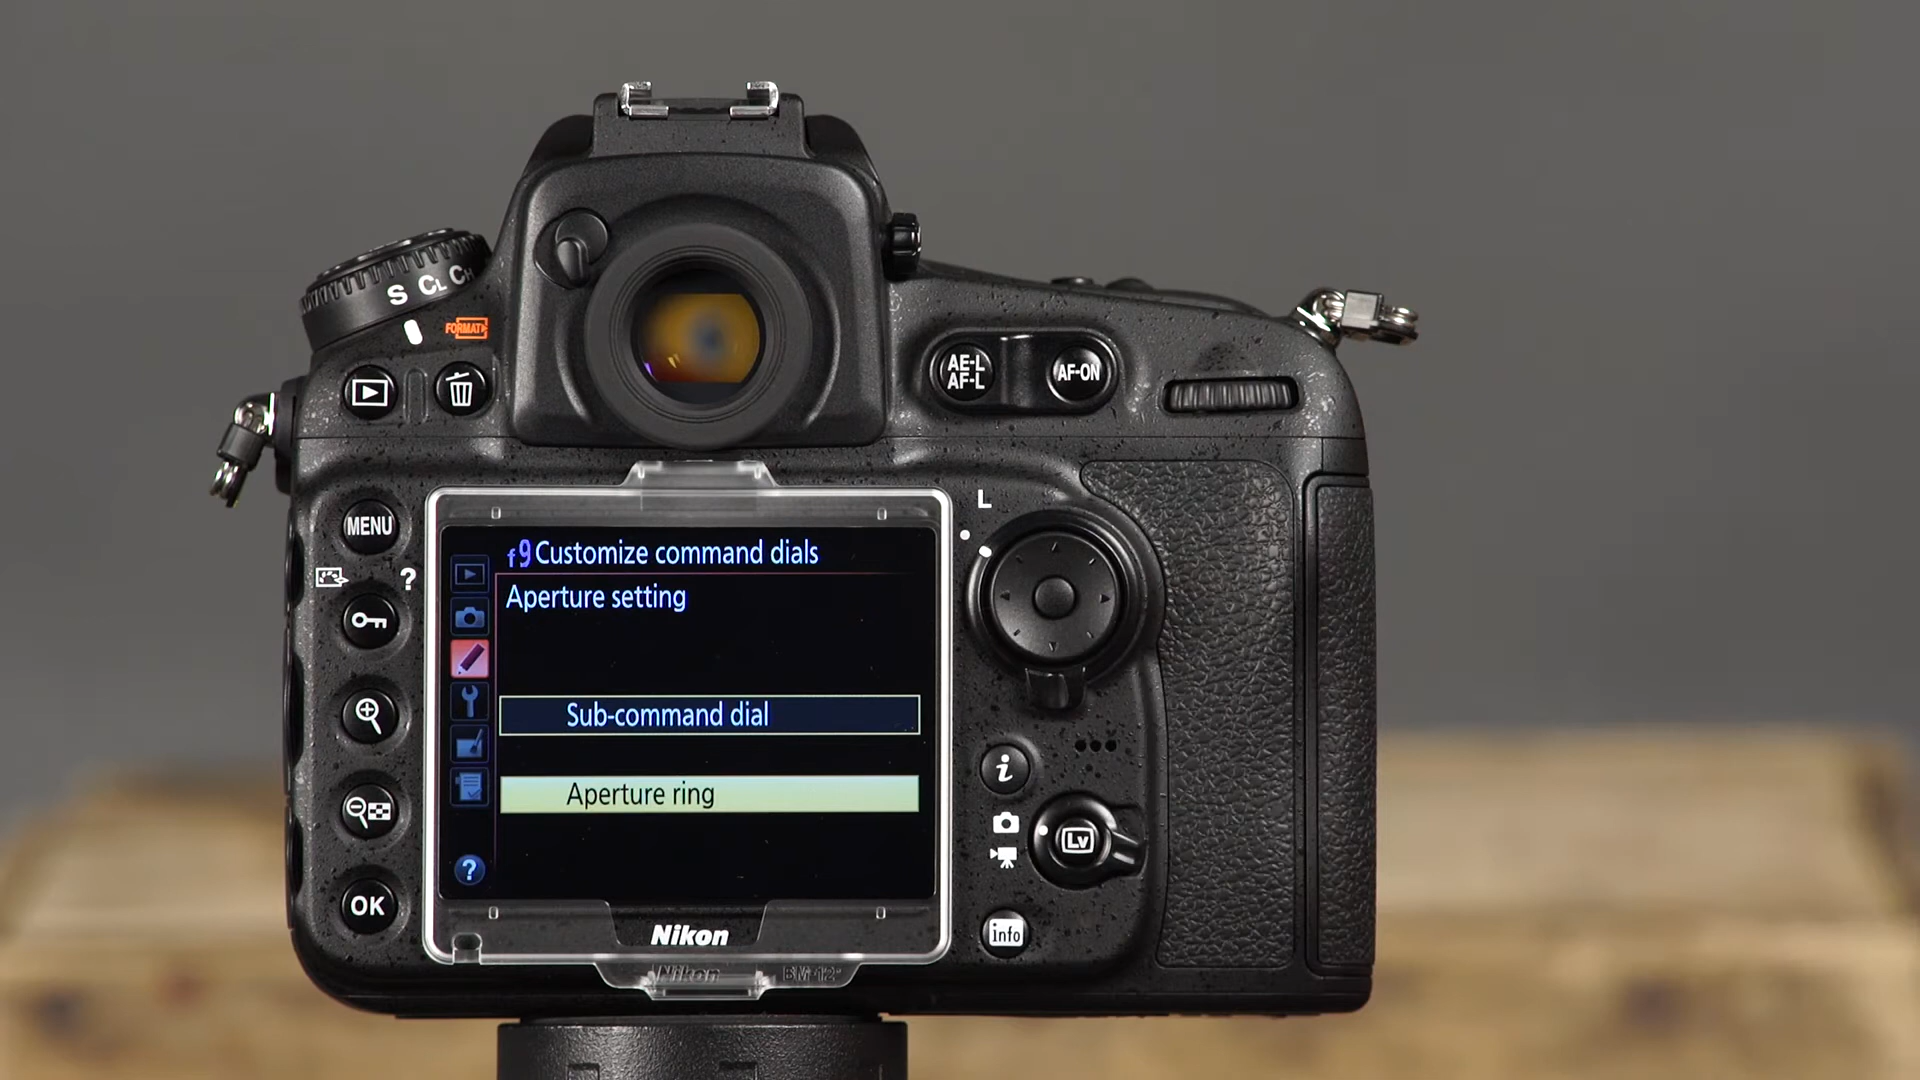 S CL CH
FORMAT
AE-L
AF-L
AF-ON
MENU
?
L
f9 Customize command dials
Aperture setting
Sub-command dial
Aperture ring
?
i
Lv
OK
info
Nikon
Nikon BM-12